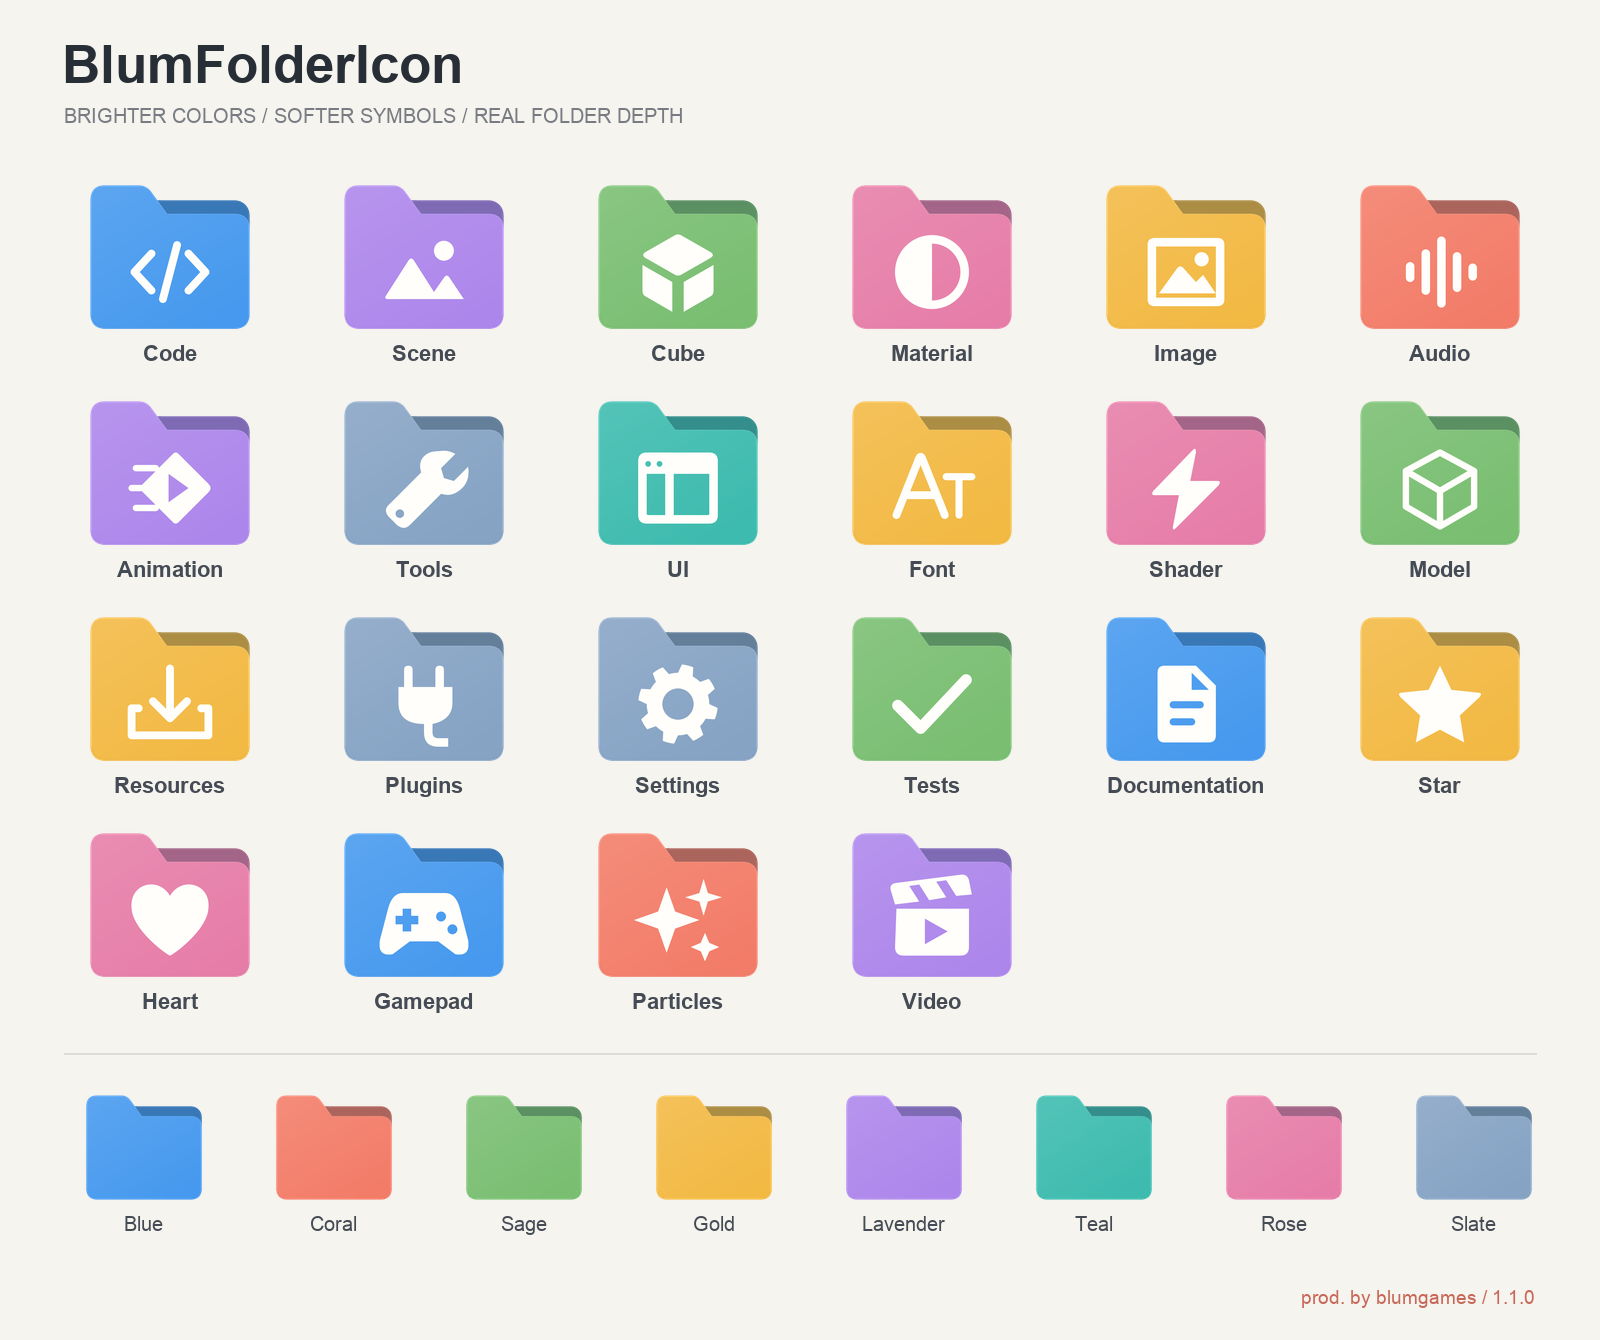 BlumFolderIcon
BRIGHTER COLORS / SOFTER SYMBOLS / REAL FOLDER DEPTH
Code Scene Cube Material Image Audio
Animation Tools UI Font Shader Model
Resources Plugins Settings Tests Documentation Star
Heart Gamepad Particles Video
Blue Coral Sage Gold Lavender Teal Rose Slate
prod. by blumgames / 1.1.0